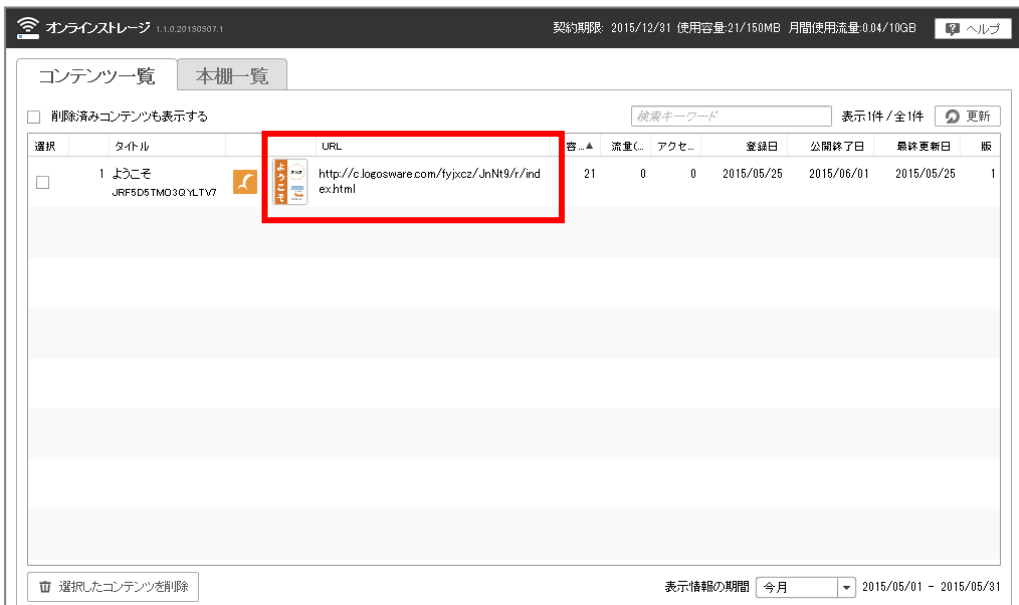 オンラインストレージ 1.1.0.20150507.1
契約期限: 2015/12/31 使用容量:21/150MB 月間使用流量:0.04/10GB
ヘルプ
コンテンツ一覧 本棚一覧
削除済みコンテンツも表示する
検索キーワード 表示1件/全1件 更新
選択 タイトル URL 容...▲ 流量(... アクセ... 登録日 公開終了日 最終更新日 版
1 ようこそ
JRF5D5TMO3QYLTV7
ようこそ
http://c.logosware.com/fyjxcz/JnNt9/r/ind
ex.html
21 0 0 2015/05/25 2015/06/01 2015/05/25 1
選択したコンテンツを削除
表示情報の期間 今月 2015/05/01 - 2015/05/31